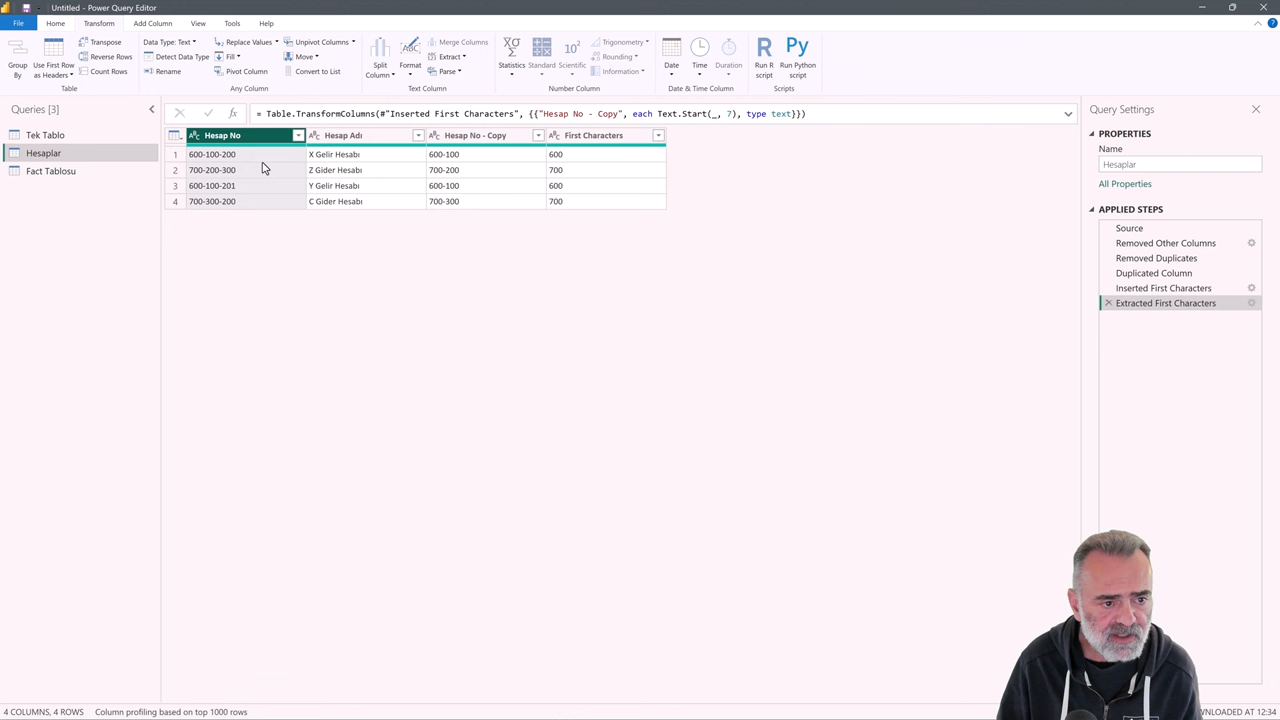 Untitled - Power Query Editor
File Home Transform Add Column View Tools Help
Group By
Use First Row as Headers
Transpose
Reverse Rows
Count Rows
Table
Data Type: Text
Detect Data Type
Rename
Replace Values
Fill
Pivot Column
Unpivot Columns
Move
Convert to List
Any Column
Split Column
Format
Merge Columns
Extract
Parse
Text Column
Statistics
Standard
Scientific
Trigonometry
Rounding
Information
Number Column
Date
Time
Duration
Date & Time Column
Run R script
Run Python script
Scripts
Queries [3]
Tek Tablo
Hesaplar
Fact Tablosu
= Table.TransformColumns(#"Inserted First Characters", {{"Hesap No - Copy", each Text.Start(_, 7), type text}})
Hesap No Hesap Adı Hesap No - Copy First Characters
1 600-100-200 X Gelir Hesabı 600-100 600
2 700-200-300 Z Gider Hesabı 700-200 700
3 600-100-201 Y Gelir Hesabı 600-100 600
4 700-300-200 C Gider Hesabı 700-300 700
Query Settings
PROPERTIES
Name
Hesaplar
All Properties
APPLIED STEPS
Source
Removed Other Columns
Removed Duplicates
Duplicated Column
Inserted First Characters
Extracted First Characters
4 COLUMNS, 4 ROWS Column profiling based on top 1000 rows
AT 12:34